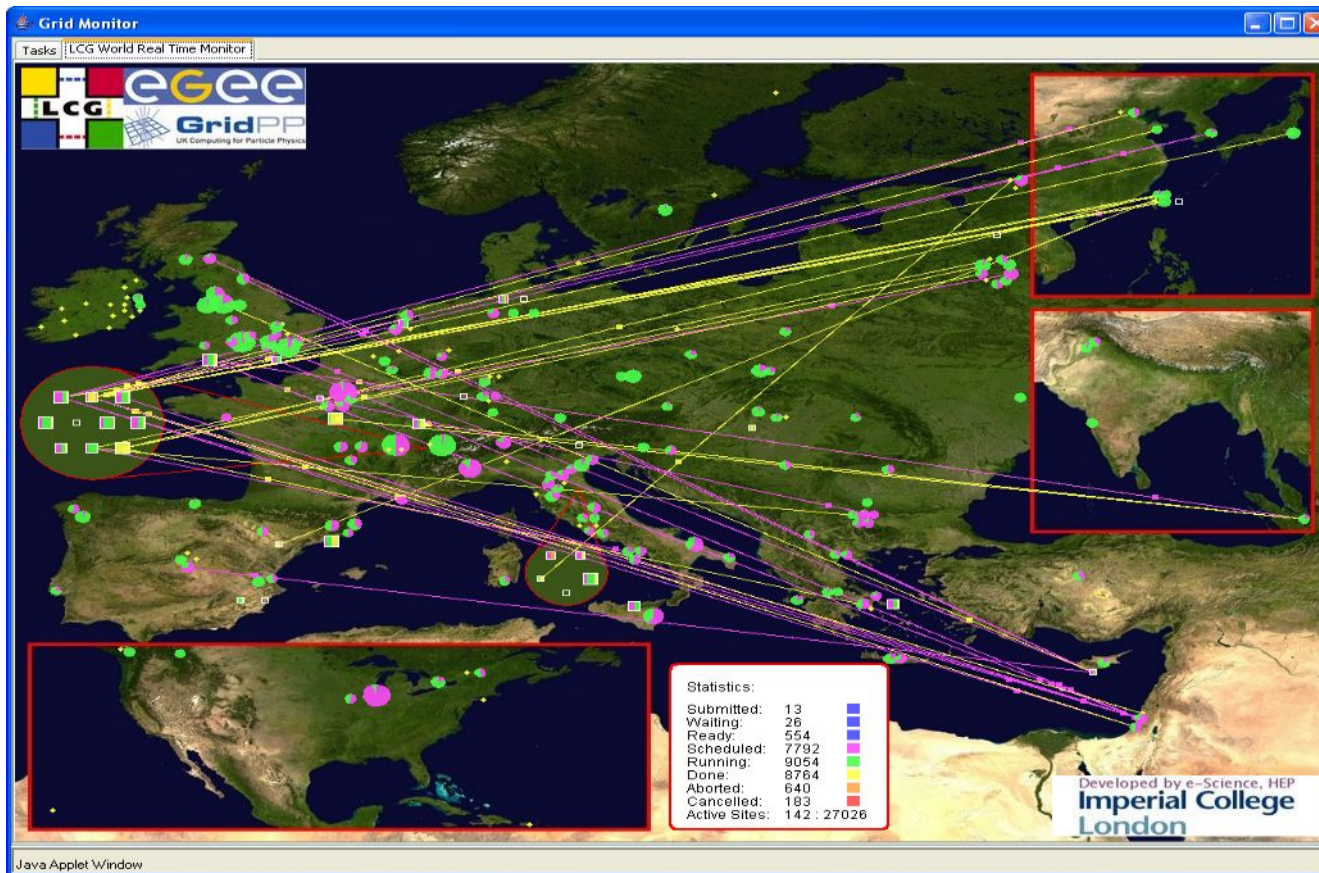 Grid Monitor
Tasks LCG World Real Time Monitor
LCG
eGee
GridPP
UK Computing for Particle Physics
Statistics:
Submitted: 13
Waiting: 26
Ready: 554
Scheduled: 7792
Running: 9054
Done: 8764
Aborted: 640
Cancelled: 183
Active Sites: 142 : 27026
Developed by e-Science, HEP
Imperial College
London
Java Applet Window